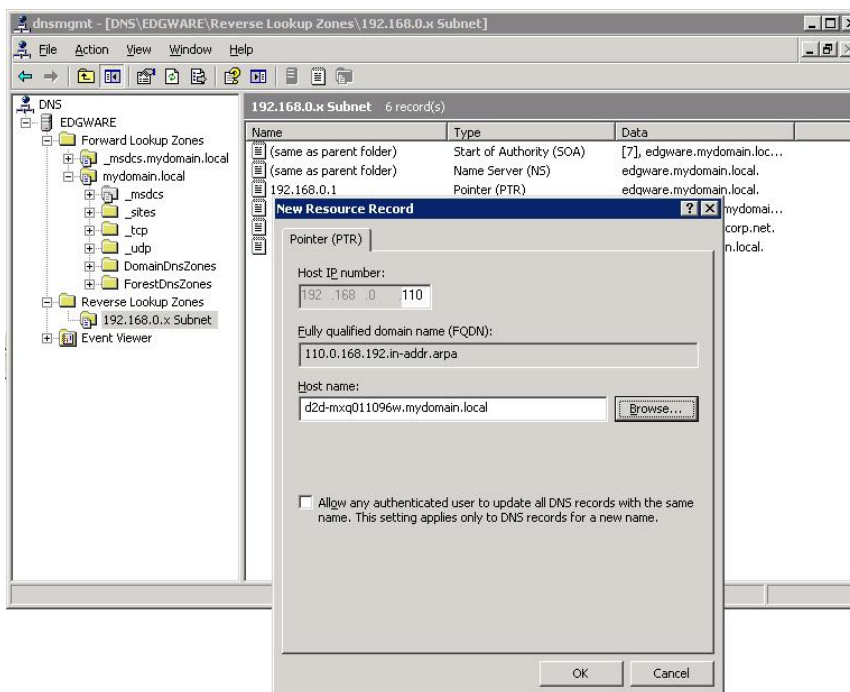 dnsmgmt - [DNS\EDGWARE\Reverse Lookup Zones\192.168.0.x Subnet]
File Action View Window Help
DNS
EDGWARE
Forward Lookup Zones
_msdcs.mydomain.local
mydomain.local
_msdcs
_sites
_tcp
_udp
DomainDnsZones
ForestDnsZones
Reverse Lookup Zones
192.168.0.x Subnet
Event Viewer
192.168.0.x Subnet 6 record(s)
Name Type Data
(same as parent folder) Start of Authority (SOA) [7], edgware.mydomain.loc...
(same as parent folder) Name Server (NS) edgware.mydomain.local.
192.168.0.1 Pointer (PTR) edgware.mydomain.local.
mydomai...
corp.net.
n.local.
New Resource Record
Pointer (PTR)
Host IP number:
192 .168 .0 .110
Fully qualified domain name (FQDN):
110.0.168.192.in-addr.arpa
Host name:
d2d-mxq011096w.mydomain.local Browse...
Allow any authenticated user to update all DNS records with the same
name. This setting applies only to DNS records for a new name.
OK Cancel